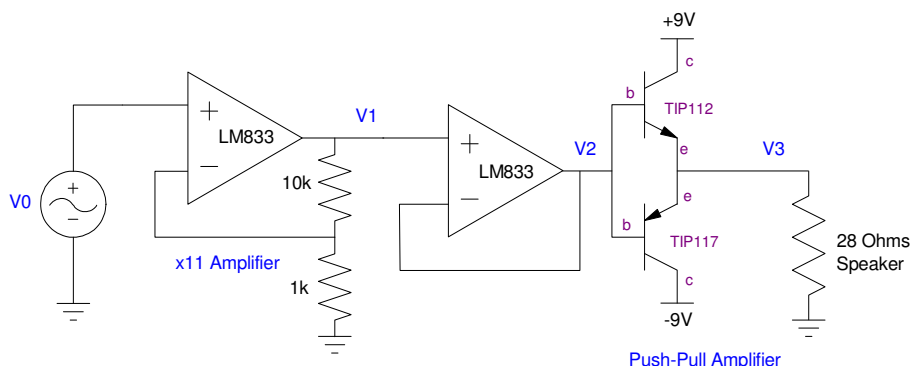 +9V
c
b
TIP112
e
V0
+
−
+
−
LM833
V1
10k
1k
x11 Amplifier
+
−
LM833
V2
V3
e
b
TIP117
c
-9V
28 Ohms
Speaker
Push-Pull Amplifier